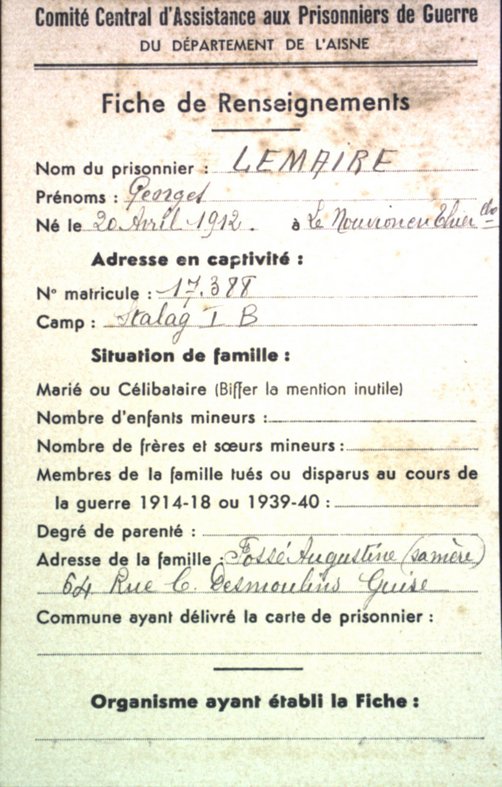 Comité Central d'Assistance aux Prisonniers de Guerre
DU DÉPARTEMENT DE L'AISNE
Fiche de Renseignements
Nom du prisonnier : LEMAIRE
Prénoms : Georges
Né le 20 Avril 1912. à Le Nouvion en Thiér che
Adresse en captivité :
N° matricule : 17.388
Camp : Stalag I B
Situation de famille :
Marié ou Célibataire (Biffer la mention inutile)
Nombre d'enfants mineurs :
Nombre de frères et sœurs mineurs :
Membres de la famille tués ou disparus au cours de
la guerre 1914-18 ou 1939-40 :
Degré de parenté :
Adresse de la famille : Fossé Augustine (sa mère)
64 Rue C. Desmoulins Guise
Commune ayant délivré la carte de prisonnier :
Organisme ayant établi la Fiche :